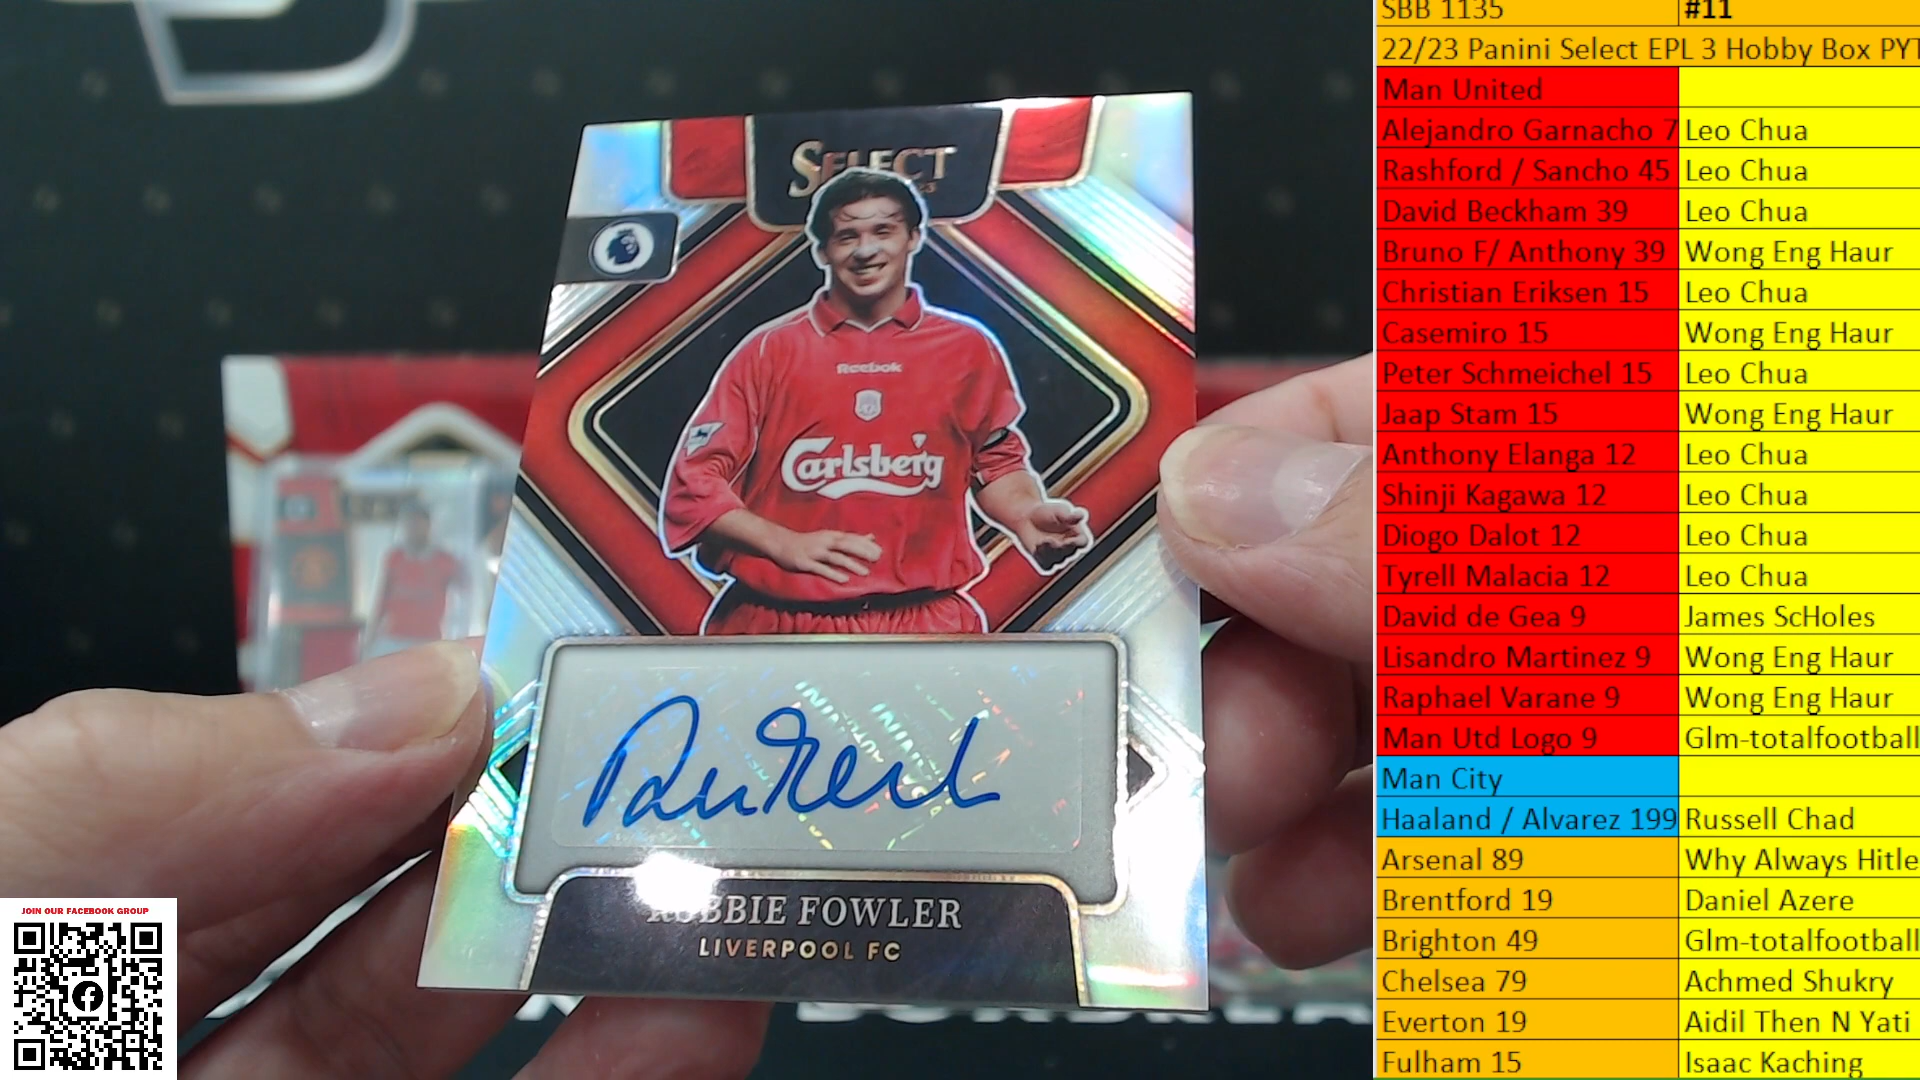 SELECT
Reebok
Carlsberg
ROBBIE FOWLER
LIVERPOOL FC
JOIN OUR FACEBOOK GROUP
SBB 1135 #11
22/23 Panini Select EPL 3 Hobby Box PYT
Man United
Alejandro Garnacho 7 Leo Chua
Rashford / Sancho 45 Leo Chua
David Beckham 39 Leo Chua
Bruno F/ Anthony 39 Wong Eng Haur
Christian Eriksen 15 Leo Chua
Casemiro 15 Wong Eng Haur
Peter Schmeichel 15 Leo Chua
Jaap Stam 15 Wong Eng Haur
Anthony Elanga 12 Leo Chua
Shinji Kagawa 12 Leo Chua
Diogo Dalot 12 Leo Chua
Tyrell Malacia 12 Leo Chua
David de Gea 9 James ScHoles
Lisandro Martinez 9 Wong Eng Haur
Raphael Varane 9 Wong Eng Haur
Man Utd Logo 9 Glm-totalfootball
Man City
Haaland / Alvarez 199 Russell Chad
Arsenal 89 Why Always Hitle
Brentford 19 Daniel Azere
Brighton 49 Glm-totalfootball
Chelsea 79 Achmed Shukry
Everton 19 Aidil Then N Yati
Fulham 15 Isaac Kaching